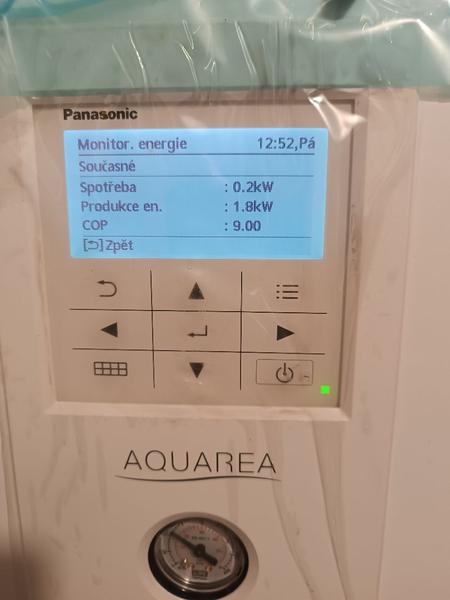 Panasonic
Monitor. energie 12:52,Pá
Současné
Spotřeba : 0.2kW
Produkce en. : 1.8kW
COP : 9.00
[⮌]Zpět
AQUAREA